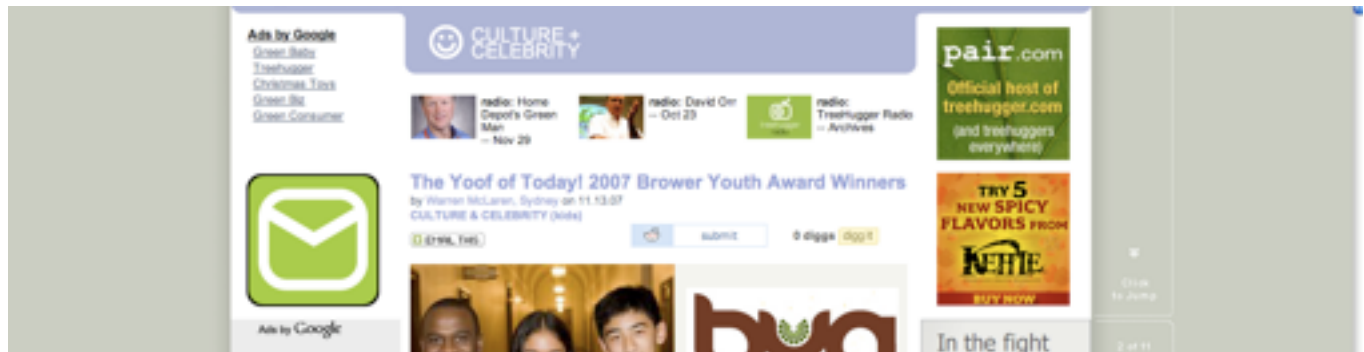 Ads by Google
Green Baby
Treehugger
Christmas Toys
Green Biz
Green Consumer
CULTURE +
CELEBRITY
radio: Home
Depot's Green
Man
-- Nov 29
radio: David Orr
-- Oct 23
radio:
TreeHugger Radio
-- Archives
The Yoof of Today! 2007 Brower Youth Award Winners
by Warren McLaren, Sydney on 11.13.07
CULTURE & CELEBRITY (kids)
EMAIL THIS
submit
0 diggs digg it
bya
Ads by Google
pair.com
Official host of
treehugger.com
(and treehuggers
everywhere)
TRY 5
NEW SPICY
FLAVORS FROM
KETTLE
BUY NOW
In the fight
Click
to Jump
2 of 11